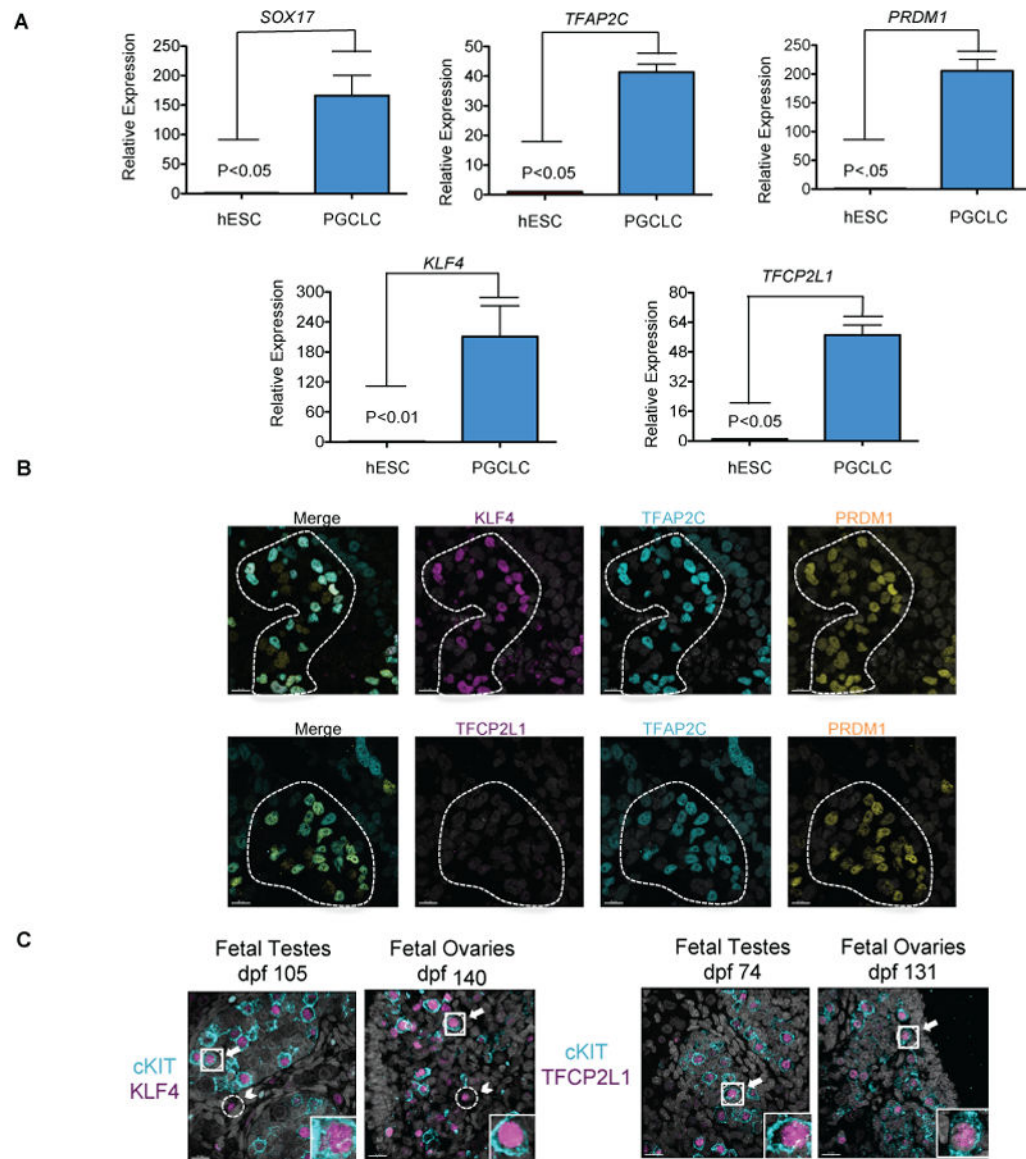 A
SOX17
Relative Expression
250
200
150
100
50
0
P<0.05
hESC
PGCLC
TFAP2C
Relative Expression
50
40
30
20
10
0
P<0.05
hESC
PGCLC
PRDM1
Relative Expression
250
200
150
100
50
0
P<.05
hESC
PGCLC
KLF4
Relative Expression
300
240
180
120
60
0
P<0.01
hESC
PGCLC
TFCP2L1
Relative Expression
80
64
48
32
16
0
P<0.05
hESC
PGCLC
B
Merge
KLF4
TFAP2C
PRDM1
Merge
TFCP2L1
TFAP2C
PRDM1
C
Fetal Testes
dpf 105
Fetal Ovaries
dpf 140
cKIT
KLF4
Fetal Testes
dpf 74
Fetal Ovaries
dpf 131
cKIT
TFCP2L1